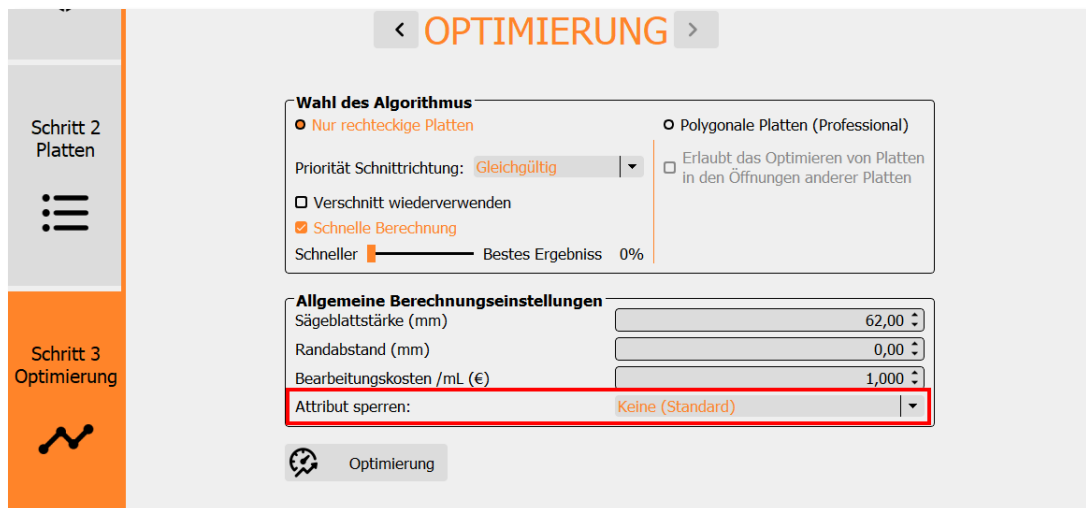 OPTIMIERUNG
Schritt 2
Platten
Schritt 3
Optimierung
Wahl des Algorithmus
Nur rechteckige Platten
Priorität Schnittrichtung: Gleichgültig
Verschnitt wiederverwenden
Schnelle Berechnung
Schneller Bestes Ergebniss 0%
Polygonale Platten (Professional)
Erlaubt das Optimieren von Platten
in den Öffnungen anderer Platten
Allgemeine Berechnungseinstellungen
Sägeblattstärke (mm) 62,00
Randabstand (mm) 0,00
Bearbeitungskosten /mL (€) 1,000
Attribut sperren: Keine (Standard)
Optimierung